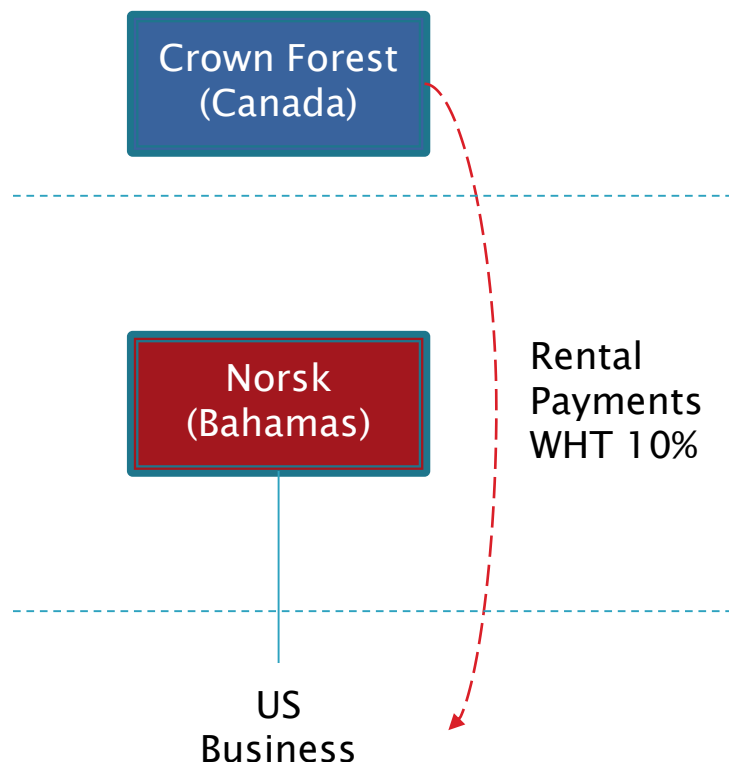 Crown Forest
(Canada)
Norsk
(Bahamas)
Rental
Payments
WHT 10%
US
Business